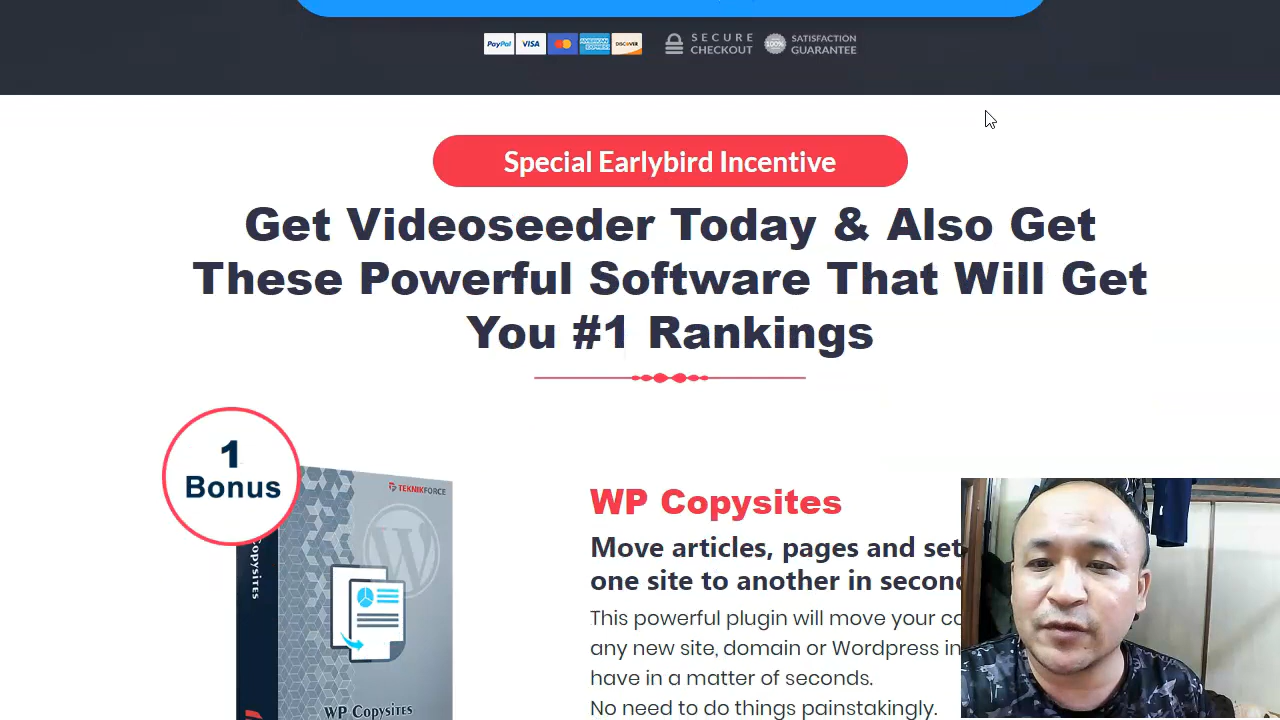 PayPal VISA DISCOVER
SECURE CHECKOUT
100% SATISFACTION GUARANTEE
Special Earlybird Incentive
Get Videoseeder Today & Also Get
These Powerful Software That Will Get
You #1 Rankings
1
Bonus
TEKNIKFORCE
Copysites
WP Copysites
WP Copysites
Move articles, pages and set
one site to another in secon
This powerful plugin will move your co
any new site, domain or Wordpress in
have in a matter of seconds.
No need to do things painstakingly.